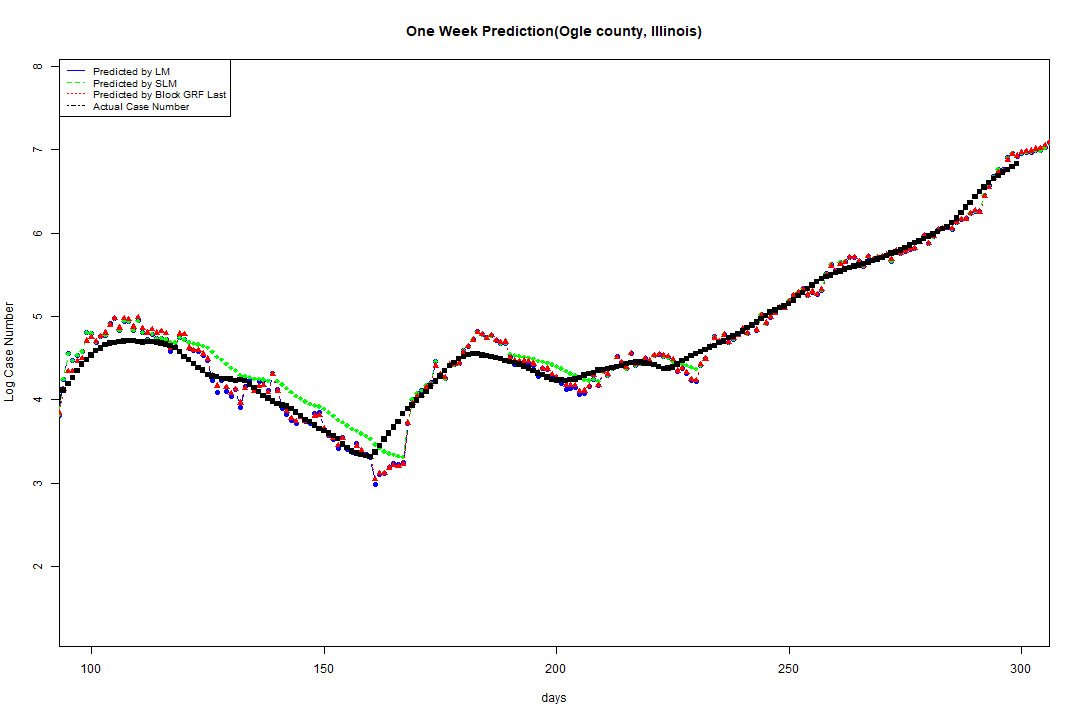 One Week Prediction(Ogle county, Illinois)
Predicted by LM
Predicted by SLM
Predicted by Block GRF Last
Actual Case Number
8
7
6
5
4
3
2
Log Case Number
100 150 200 250 300
days